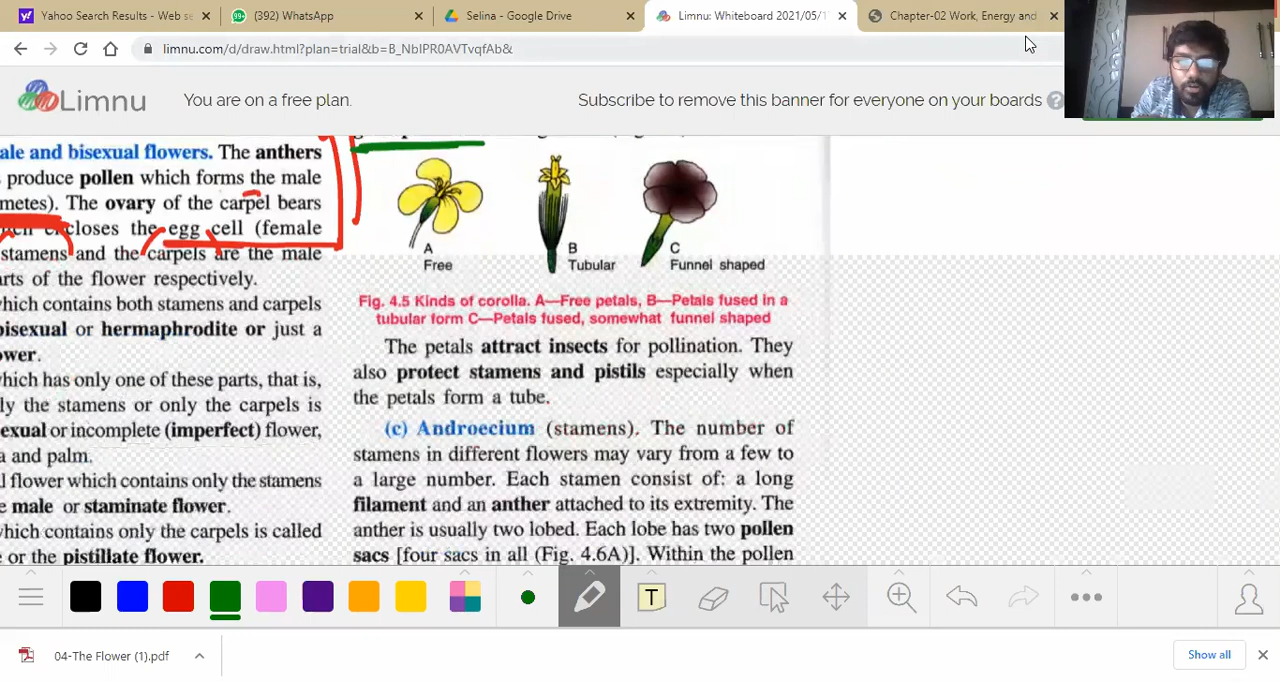 Yahoo Search Results - Web se
(392) WhatsApp
Selina - Google Drive
Limnu: Whiteboard 2021/05/1
Chapter-02 Work, Energy and
99+
limnu.com/d/draw.html?plan=trial&b=B_NbIPR0AVTvqfAb&
Limnu
You are on a free plan.
Subscribe to remove this banner for everyone on your boards
ale and bisexual flowers. The anthers
produce pollen which forms the male
metes). The ovary of the carpel bears
encloses the egg cell (female
stamens and the carpels are the male
arts of the flower respectively.
which contains both stamens and carpels
bisexual or hermaphrodite or just a
ower.
which has only one of these parts, that is,
ly the stamens or only the carpels is
exual or incomplete (imperfect) flower,
a and palm.
l flower which contains only the stamens
e male or staminate flower.
which contains only the carpels is called
e or the pistillate flower.
A
Free
B
Tubular
C
Funnel shaped
Fig. 4.5 Kinds of corolla. A—Free petals, B—Petals fused in a
tubular form C—Petals fused, somewhat funnel shaped
The petals attract insects for pollination. They
also protect stamens and pistils especially when
the petals form a tube.
(c) Androecium (stamens). The number of
stamens in different flowers may vary from a few to
a large number. Each stamen consist of: a long
filament and an anther attached to its extremity. The
anther is usually two lobed. Each lobe has two pollen
sacs [four sacs in all (Fig. 4.6A)]. Within the pollen
T
04-The Flower (1).pdf
Show all